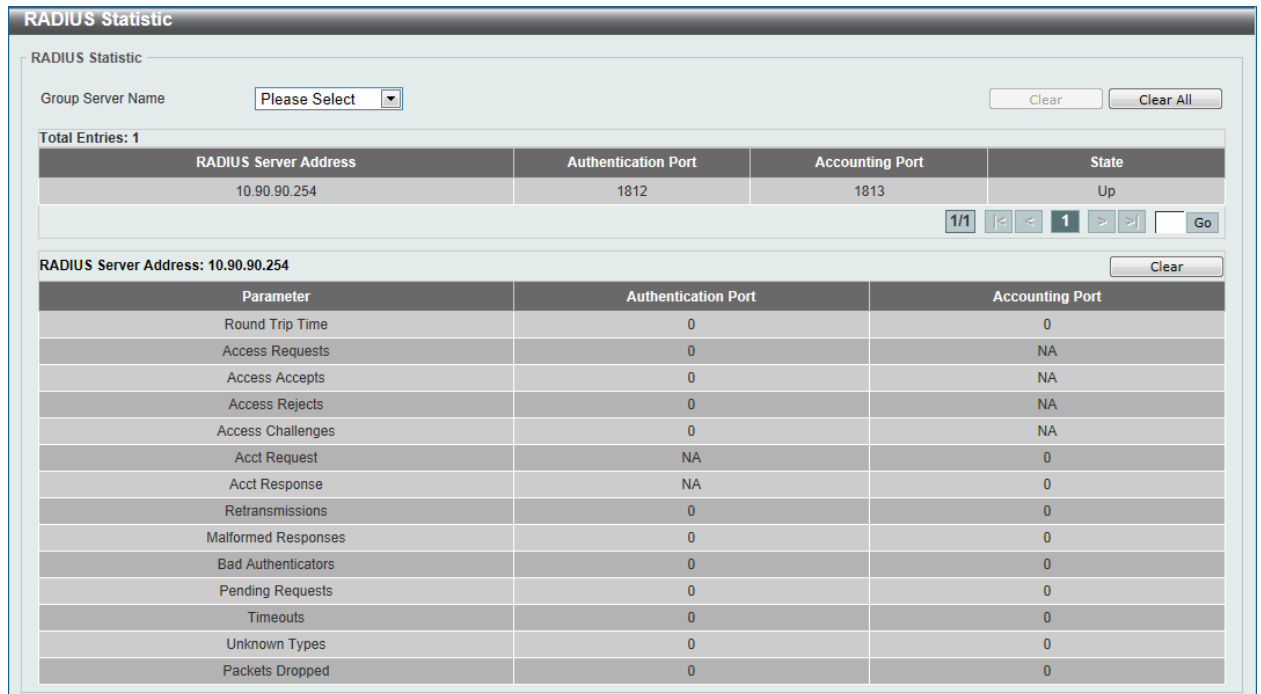 RADIUS Statistic
RADIUS Statistic
Group Server Name Please Select Clear Clear All
Total Entries: 1
RADIUS Server Address Authentication Port Accounting Port State
10.90.90.254 1812 1813 Up
1/1 |< < 1 > >| Go
RADIUS Server Address: 10.90.90.254 Clear
Parameter Authentication Port Accounting Port
Round Trip Time 0 0
Access Requests 0 NA
Access Accepts 0 NA
Access Rejects 0 NA
Access Challenges 0 NA
Acct Request NA 0
Acct Response NA 0
Retransmissions 0 0
Malformed Responses 0 0
Bad Authenticators 0 0
Pending Requests 0 0
Timeouts 0 0
Unknown Types 0 0
Packets Dropped 0 0